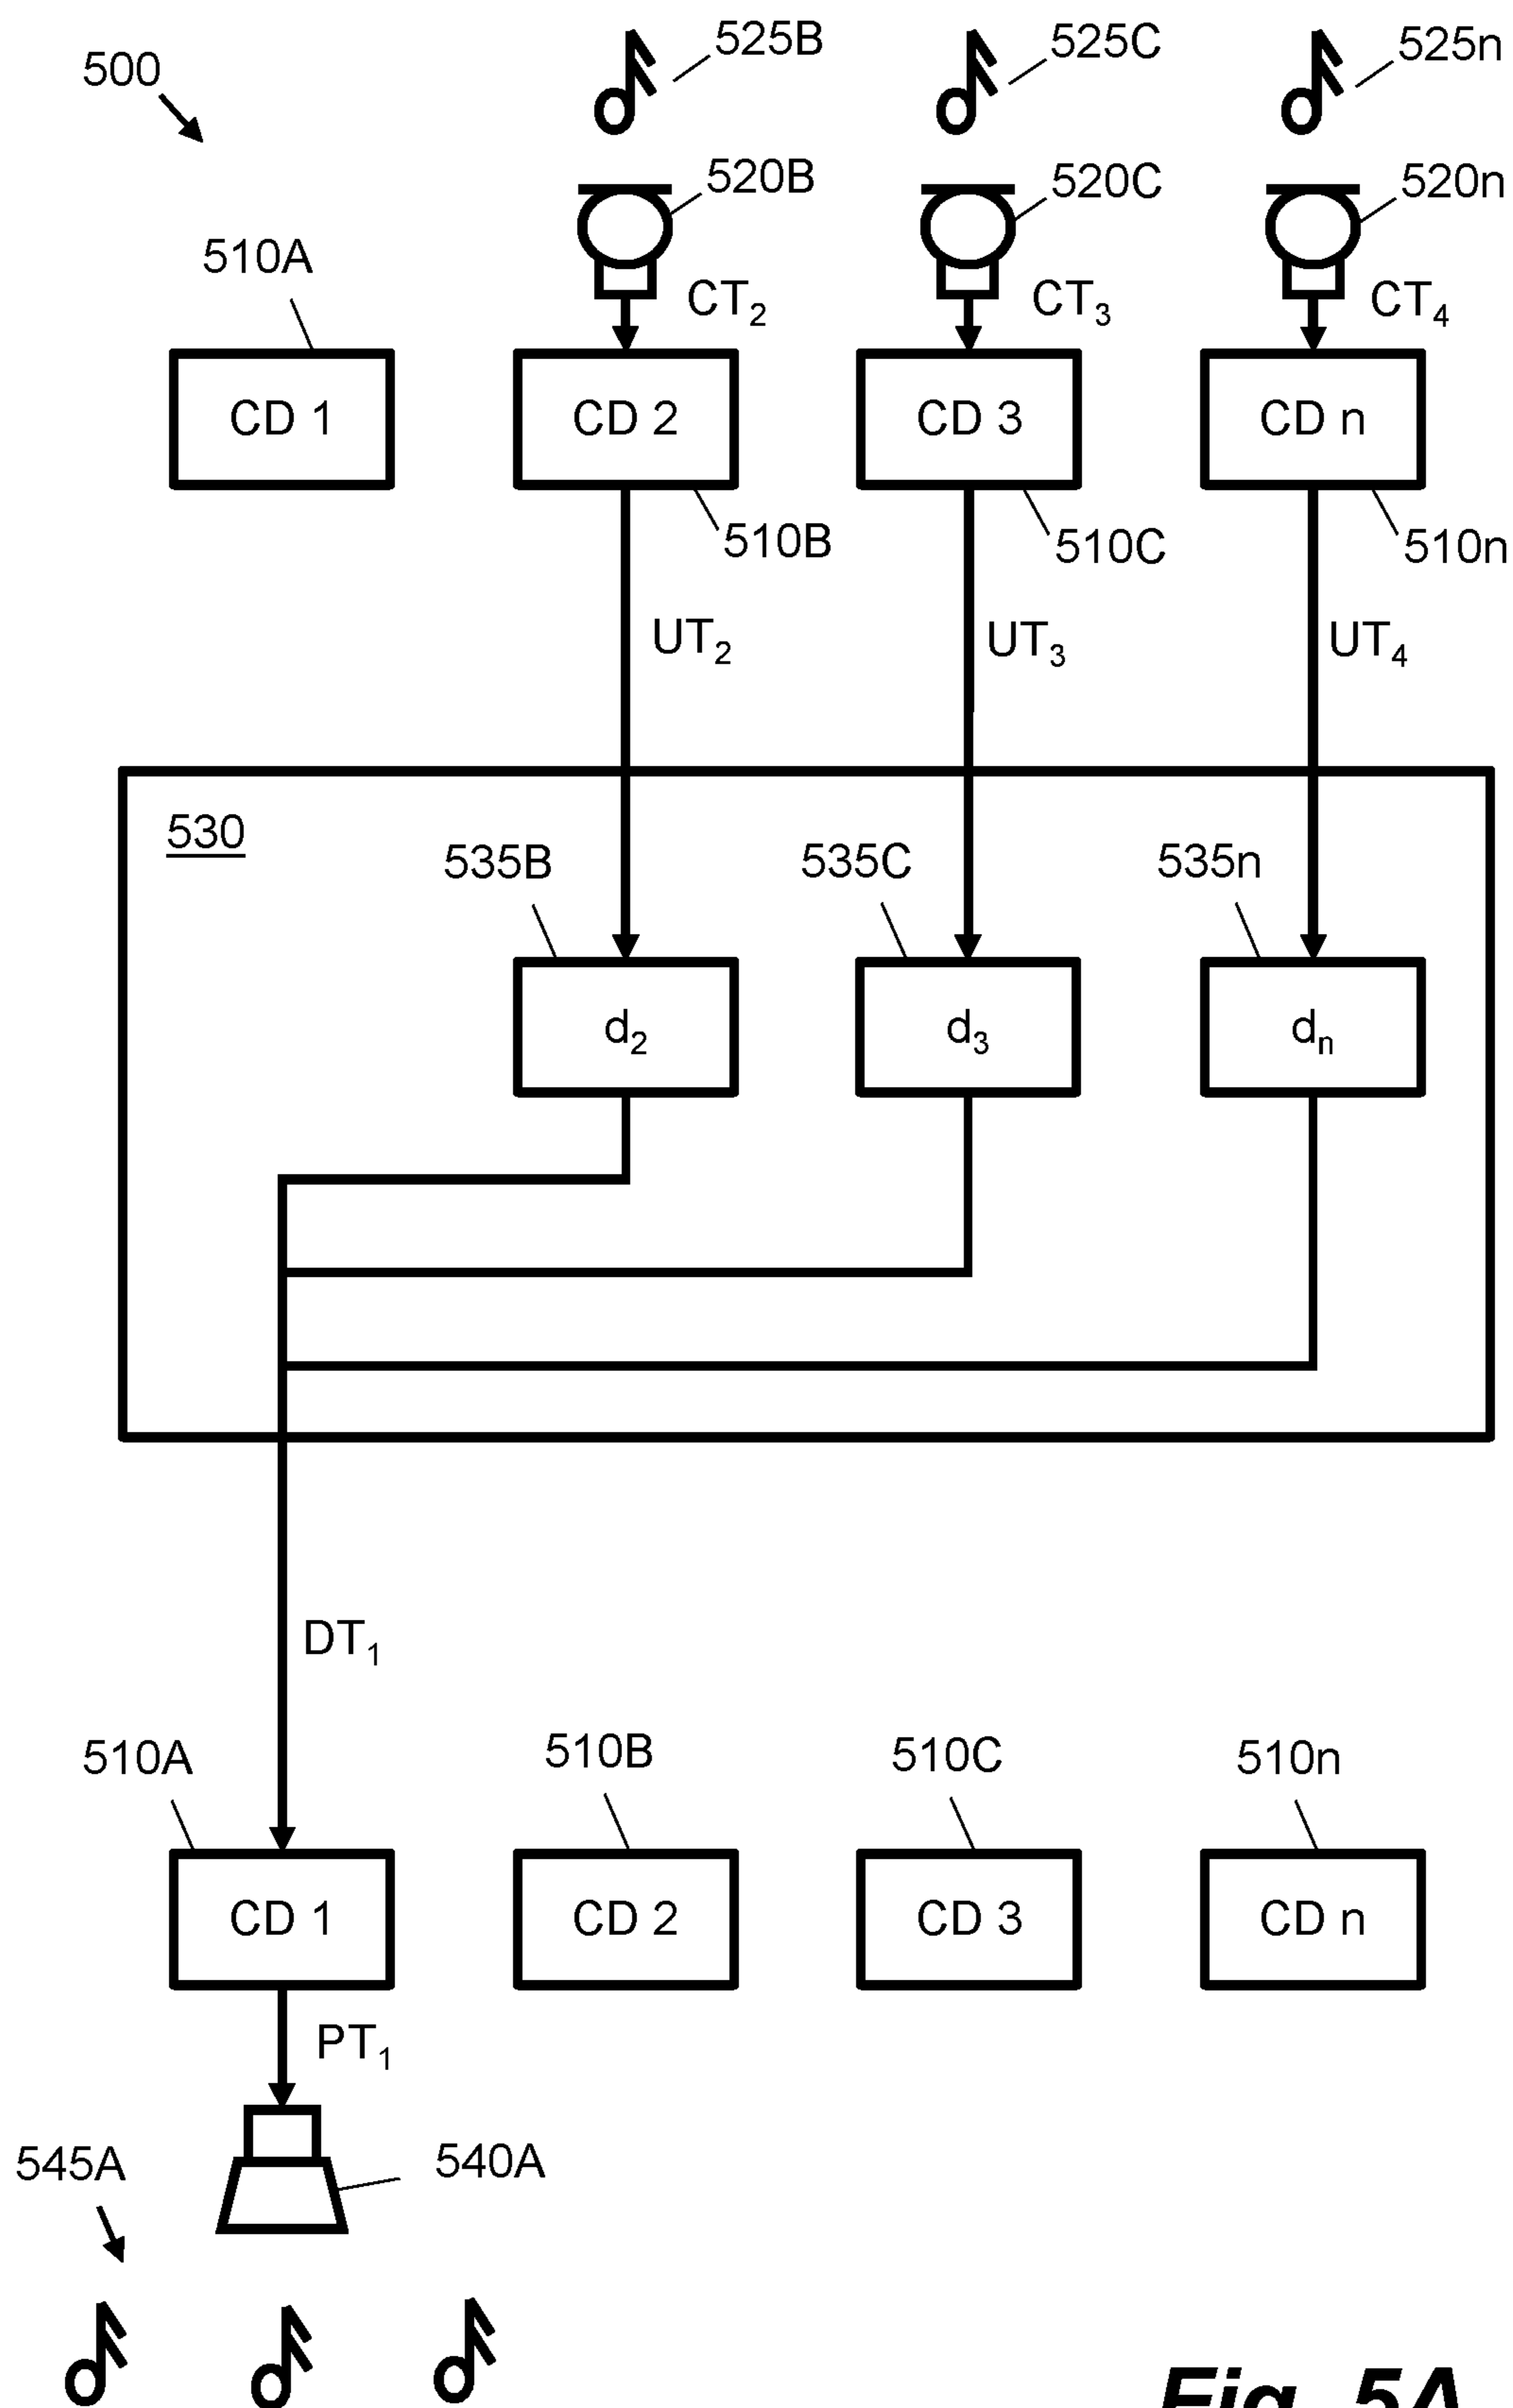 500
525B
525C
525n
520B
520C
520n
510A
CT2
CT3
CT4
CD 1
CD 2
CD 3
CD n
510B
510C
510n
UT2
UT3
UT4
530
535B
535C
535n
d2
d3
dn
DT1
510A
510B
510C
510n
CD 1
CD 2
CD 3
CD n
PT1
545A
540A
Fig. 5A